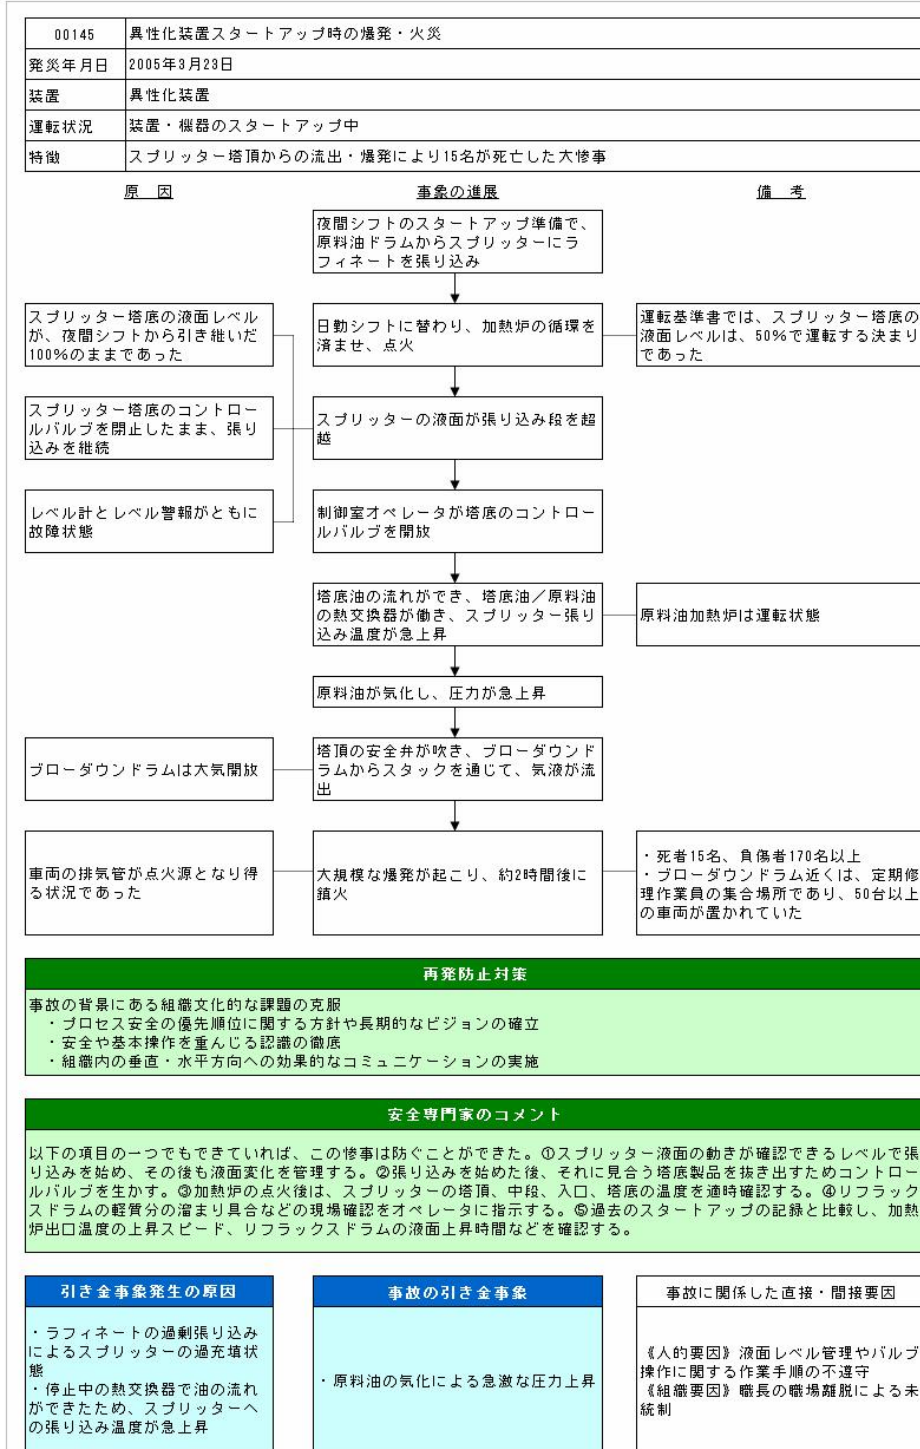 00145
異性化装置スタートアップ時の爆発・火災
発災年月日
2005年3月23日
装置
異性化装置
運転状況
装置・機器のスタートアップ中
特徴
スプリッター塔頂からの流出・爆発により15名が死亡した大惨事
原 因
事象の進展
備 考
夜間シフトのスタートアップ準備で、
原料油ドラムからスプリッターにラ
フィネートを張り込み
スプリッター塔底の液面レベル
が、夜間シフトから引き継いだ
100%のままであった
日勤シフトに替わり、加熱炉の循環を
済ませ、点火
運転基準書では、スプリッター塔底の
液面レベルは、50%で運転する決まり
であった
スプリッター塔底のコントロー
ルバルブを閉止したまま、張り
込みを継続
スプリッターの液面が張り込み段を超
越
レベル計とレベル警報がともに
故障状態
制御室オペレータが塔底のコントロー
ルバルブを開放
塔底油の流れができ、塔底油／原料油
の熱交換器が働き、スプリッター張り
込み温度が急上昇
原料油加熱炉は運転状態
原料油が気化し、圧力が急上昇
ブローダウンドラムは大気開放
塔頂の安全弁が吹き、ブローダウンド
ラムからスタックを通じて、気液が流
出
車両の排気管が点火源となり得
る状況であった
大規模な爆発が起こり、約2時間後に
鎮火
・死者15名、負傷者170名以上
・ブローダウンドラム近くは、定期修
理作業員の集合場所であり、50台以上
の車両が置かれていた
再発防止対策
事故の背景にある組織文化的な課題の克服
・プロセス安全の優先順位に関する方針や長期的なビジョンの確立
・安全や基本操作を重んじる認識の徹底
・組織内の垂直・水平方向への効果的なコミュニケーションの実施
安全専門家のコメント
以下の項目の一つでもできていれば、この惨事は防ぐことができた。①スプリッター液面の動きが確認できるレベルで張
り込みを始め、その後も液面変化を管理する。②張り込みを始めた後、それに見合う塔底製品を抜き出すためコントロー
ルバルブを生かす。③加熱炉の点火後は、スプリッターの塔頂、中段、入口、塔底の温度を適時確認する。④リフラック
スドラムの軽質分の溜まり具合などの現場確認をオペレータに指示する。⑤過去のスタートアップの記録と比較し、加熱
炉出口温度の上昇スピード、リフラックスドラムの液面上昇時間などを確認する。
引き金事象発生の原因
・ラフィネートの過剰張り込み
によるスプリッターの過充填状
態
・停止中の熱交換器で油の流れ
ができたため、スプリッターへ
の張り込み温度が急上昇
事故の引き金事象
・原料油の気化による急激な圧力上昇
事故に関係した直接・間接要因
《人的要因》液面レベル管理やバルブ
操作に関する作業手順の不遵守
《組織要因》職長の職場離脱による未
統制